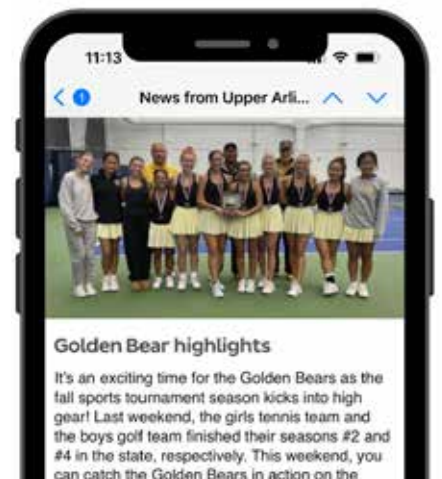 11:13
1
News from Upper Arli...
Golden Bear highlights
It's an exciting time for the Golden Bears as the
fall sports tournament season kicks into high
gear! Last weekend, the girls tennis team and
the boys golf team finished their seasons #2 and
#4 in the state, respectively. This weekend, you
can catch the Golden Bears in action on the